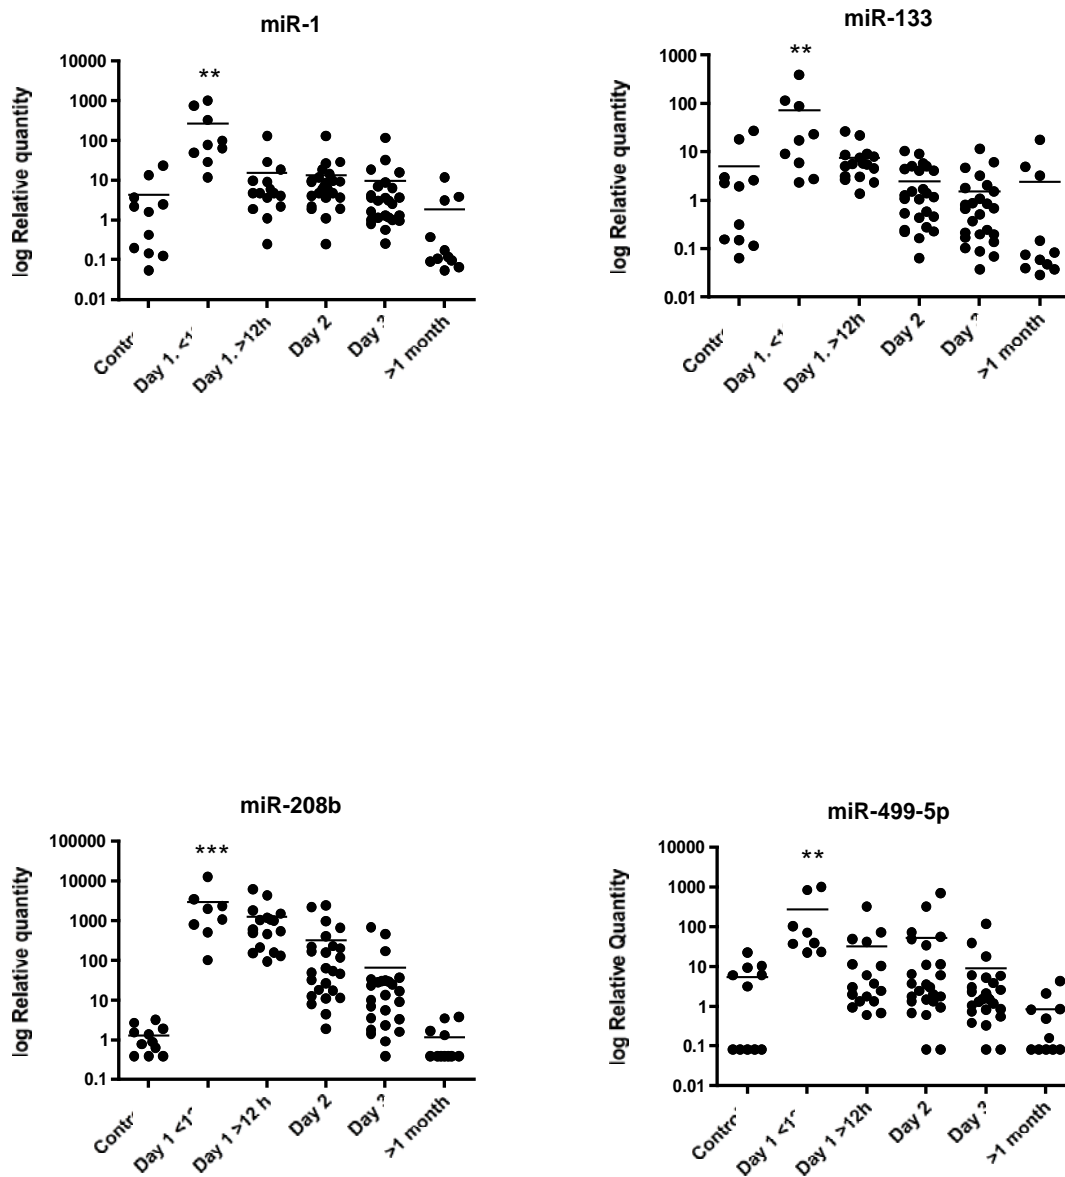 miR-1
log Relative quantity
10000
1000
100
10
1
0.1
0.01
**
Day 1. >12h
Day 2
Day
>1 month
miR-133
log Relative quantity
1000
100
10
1
0.1
0.01
**
Day 1. >12h
Day 2
Day
>1 month
miR-208b
log Relative quantity
100000
10000
1000
100
10
1
0.1
***
Day 1 >12 h
Day 2
Day
>1 month
miR-499-5p
log Relative Quantity
10000
1000
100
10
1
0.1
0.01
**
Day 1 >12h
Day 2
Day
>1 month